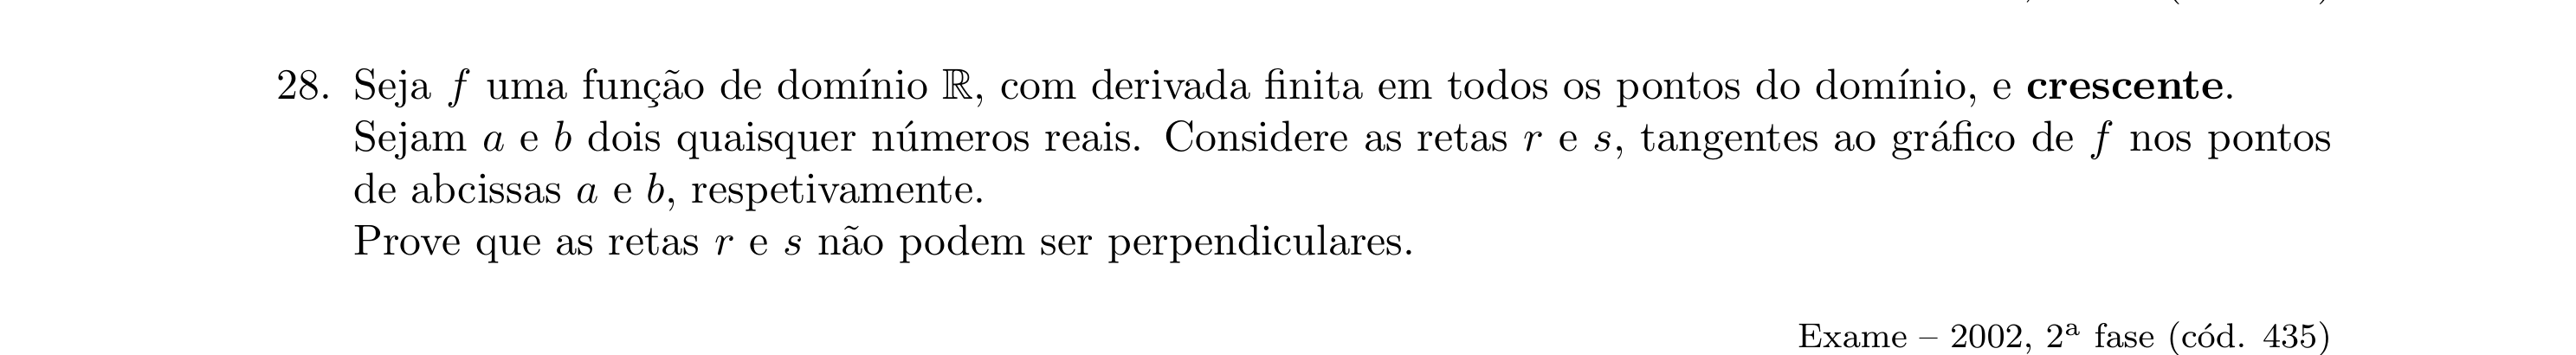 28. Seja f uma função de domínio ℝ, com derivada finita em todos os pontos do domínio, e crescente.
Sejam a e b dois quaisquer números reais. Considere as retas r e s, tangentes ao gráfico de f nos pontos
de abcissas a e b, respetivamente.
Prove que as retas r e s não podem ser perpendiculares.
Exame – 2002, 2ª fase (cód. 435)